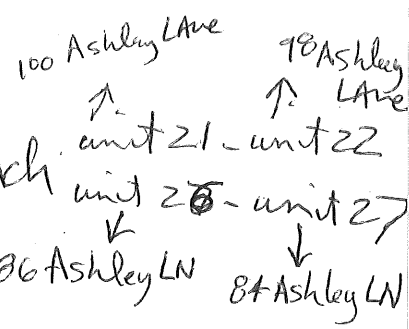 100 Ashley LAne
98 Ashley LAne
unit 21 - unit 22
unit 26 - unit 27
86 Ashley LN
84 Ashley LN